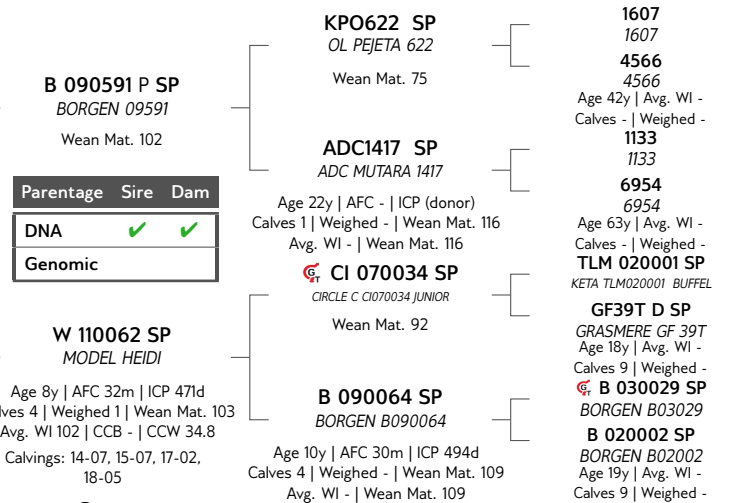 B 090591 P SP
BORGEN 09591
Wean Mat. 102
Parentage Sire Dam
DNA ✔ ✔
Genomic
W 110062 SP
MODEL HEIDI
Age 8y | AFC 32m | ICP 471d
lves 4 | Weighed 1 | Wean Mat. 103
Avg. WI 102 | CCB - | CCW 34.8
Calvings: 14-07, 15-07, 17-02,
18-05
KPO622 SP
OL PEJETA 622
Wean Mat. 75
ADC1417 SP
ADC MUTARA 1417
Age 22y | AFC - | ICP (donor)
Calves 1 | Weighed - | Wean Mat. 116
Avg. WI - | Wean Mat. 116
GT CI 070034 SP
CIRCLE C CI070034 JUNIOR
Wean Mat. 92
B 090064 SP
BORGEN B090064
Age 10y | AFC 30m | ICP 494d
Calves 4 | Weighed - | Wean Mat. 109
Avg. WI - | Wean Mat. 109
1607
1607
4566
4566
Age 42y | Avg. WI -
Calves - | Weighed -
1133
1133
6954
6954
Age 63y | Avg. WI -
Calves - | Weighed -
TLM 020001 SP
KETA TLM020001 BUFFEL
GF39T D SP
GRASMERE GF 39T
Age 18y | Avg. WI -
Calves 9 | Weighed -
GT B 030029 SP
BORGEN B03029
B 020002 SP
BORGEN B02002
Age 19y | Avg. WI -
Calves 9 | Weighed -